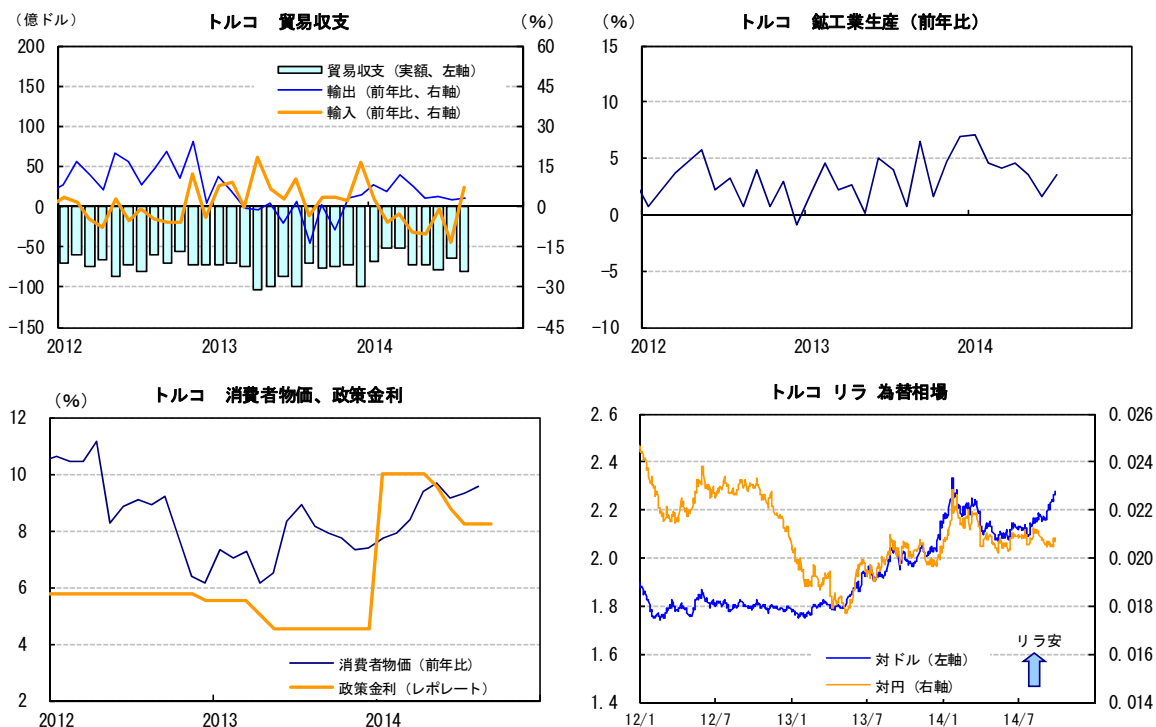 トルコ　貿易収支
（億ドル）
（％）
200
150
100
50
0
-50
-100
-150
60
45
30
15
0
-15
-30
-45
貿易収支（実額、左軸）
輸出（前年比、右軸）
輸入（前年比、右軸）
2012 2013 2014
トルコ　鉱工業生産（前年比）
（％）
15
10
5
0
-5
-10
2012 2013 2014
トルコ　消費者物価、政策金利
（％）
12
10
8
6
4
2
消費者物価（前年比）
政策金利（レポレート）
2012 2013 2014
トルコ リラ 為替相場
2.6
2.4
2.2
2.0
1.8
1.6
1.4
0.026
0.024
0.022
0.020
0.018
0.016
0.014
リラ安
対ドル（左軸）
対円（右軸）
12/1 12/7 13/1 13/7 14/1 14/7